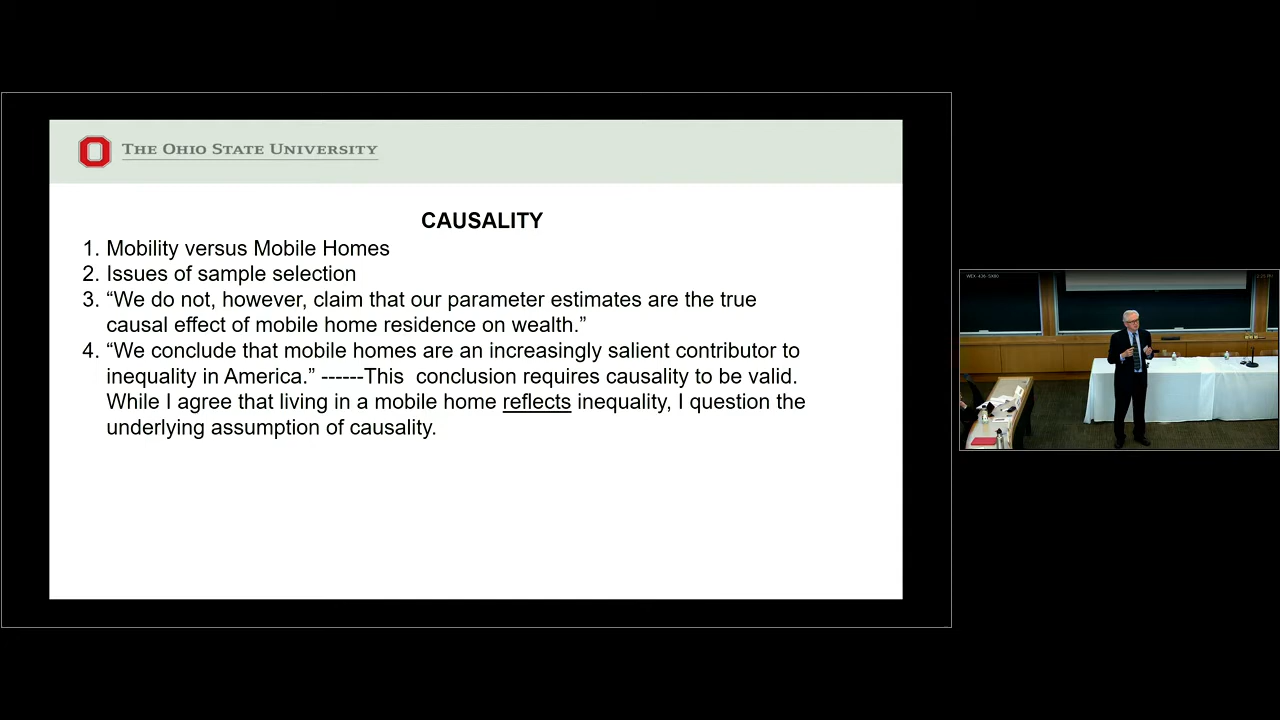 THE OHIO STATE UNIVERSITY
CAUSALITY
1. Mobility versus Mobile Homes
2. Issues of sample selection
3. “We do not, however, claim that our parameter estimates are the true
causal effect of mobile home residence on wealth.”
4. “We conclude that mobile homes are an increasingly salient contributor to
inequality in America.” ------This  conclusion requires causality to be valid.
While I agree that living in a mobile home reflects inequality, I question the
underlying assumption of causality.